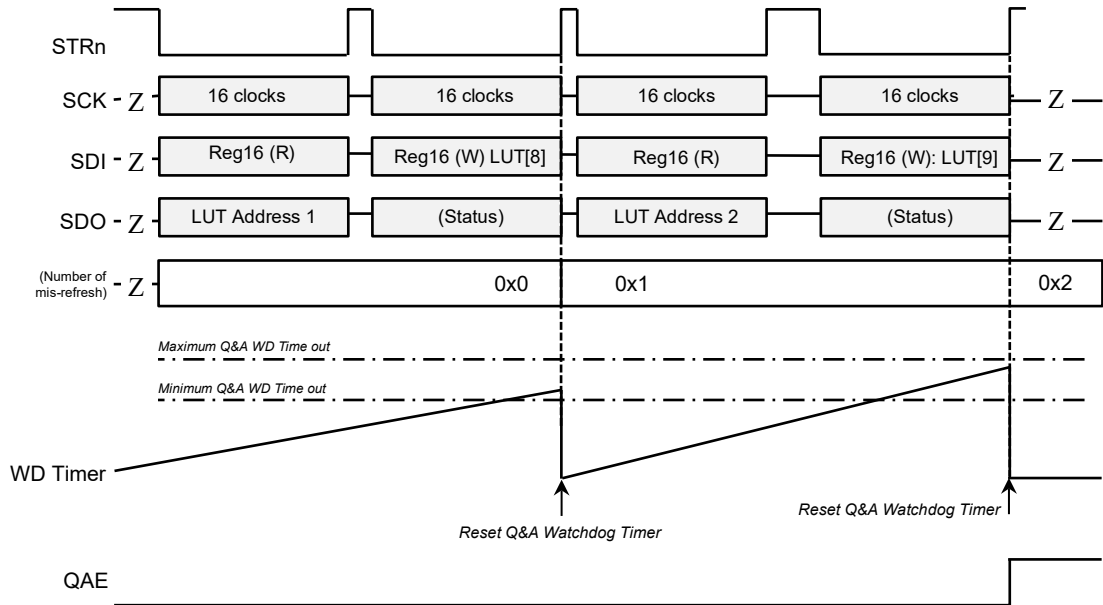 STRn
SCK Z 16 clocks 16 clocks 16 clocks 16 clocks Z
SDI Z Reg16 (R) Reg16 (W) LUT[8] Reg16 (R) Reg16 (W): LUT[9] Z
SDO Z LUT Address 1 (Status) LUT Address 2 (Status) Z
(Number of
mis-refresh) Z 0x0 0x1 0x2
Maximum Q&A WD Time out
Minimum Q&A WD Time out
WD Timer
Reset Q&A Watchdog Timer
Reset Q&A Watchdog Timer
QAE